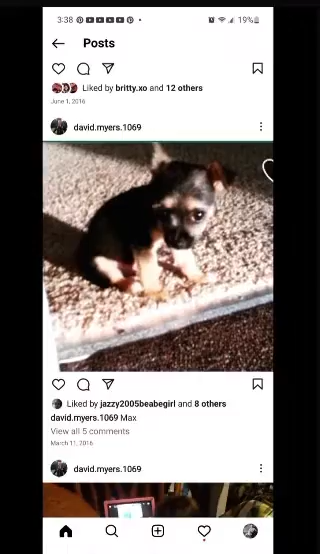 3:38
19%
Posts
Liked by britty.xo and 12 others
June 1, 2016
david.myers.1069
Liked by jazzy2005beabegirl and 8 others
david.myers.1069 Max
View all 5 comments
March 11, 2016
david.myers.1069